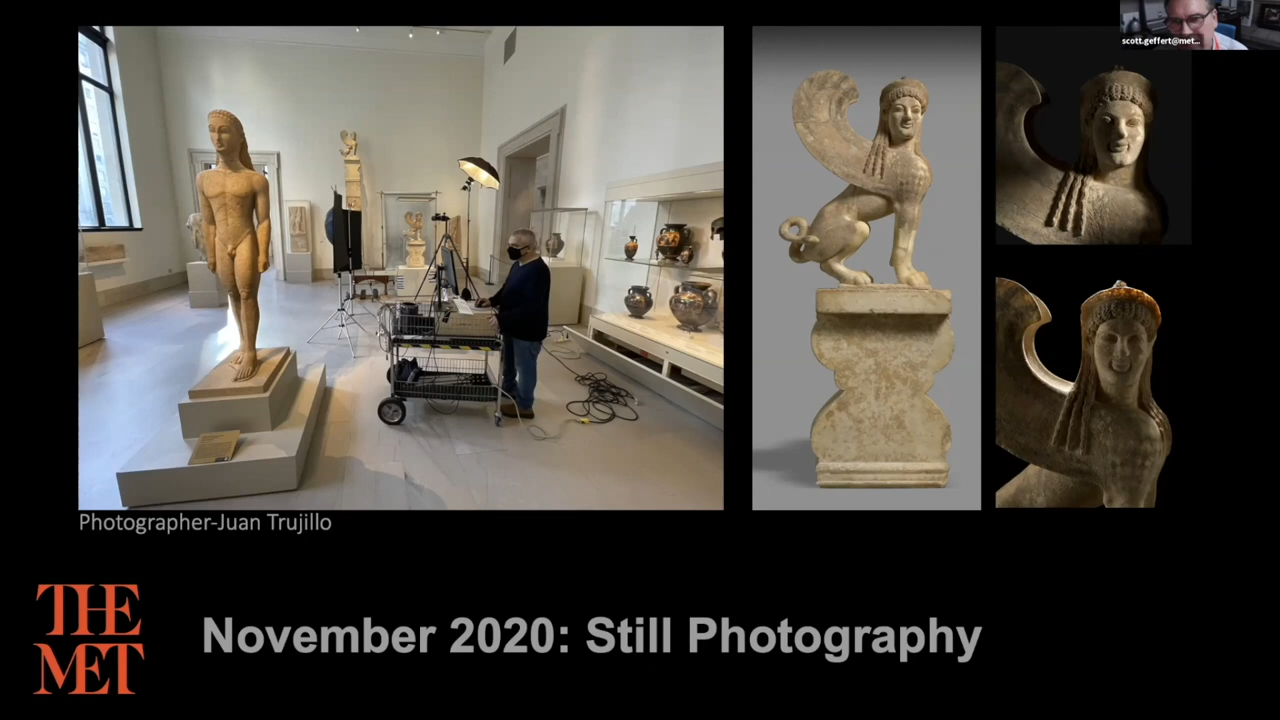 scott.geffert@met...
Photographer-Juan Trujillo
THE
MET
November 2020: Still Photography